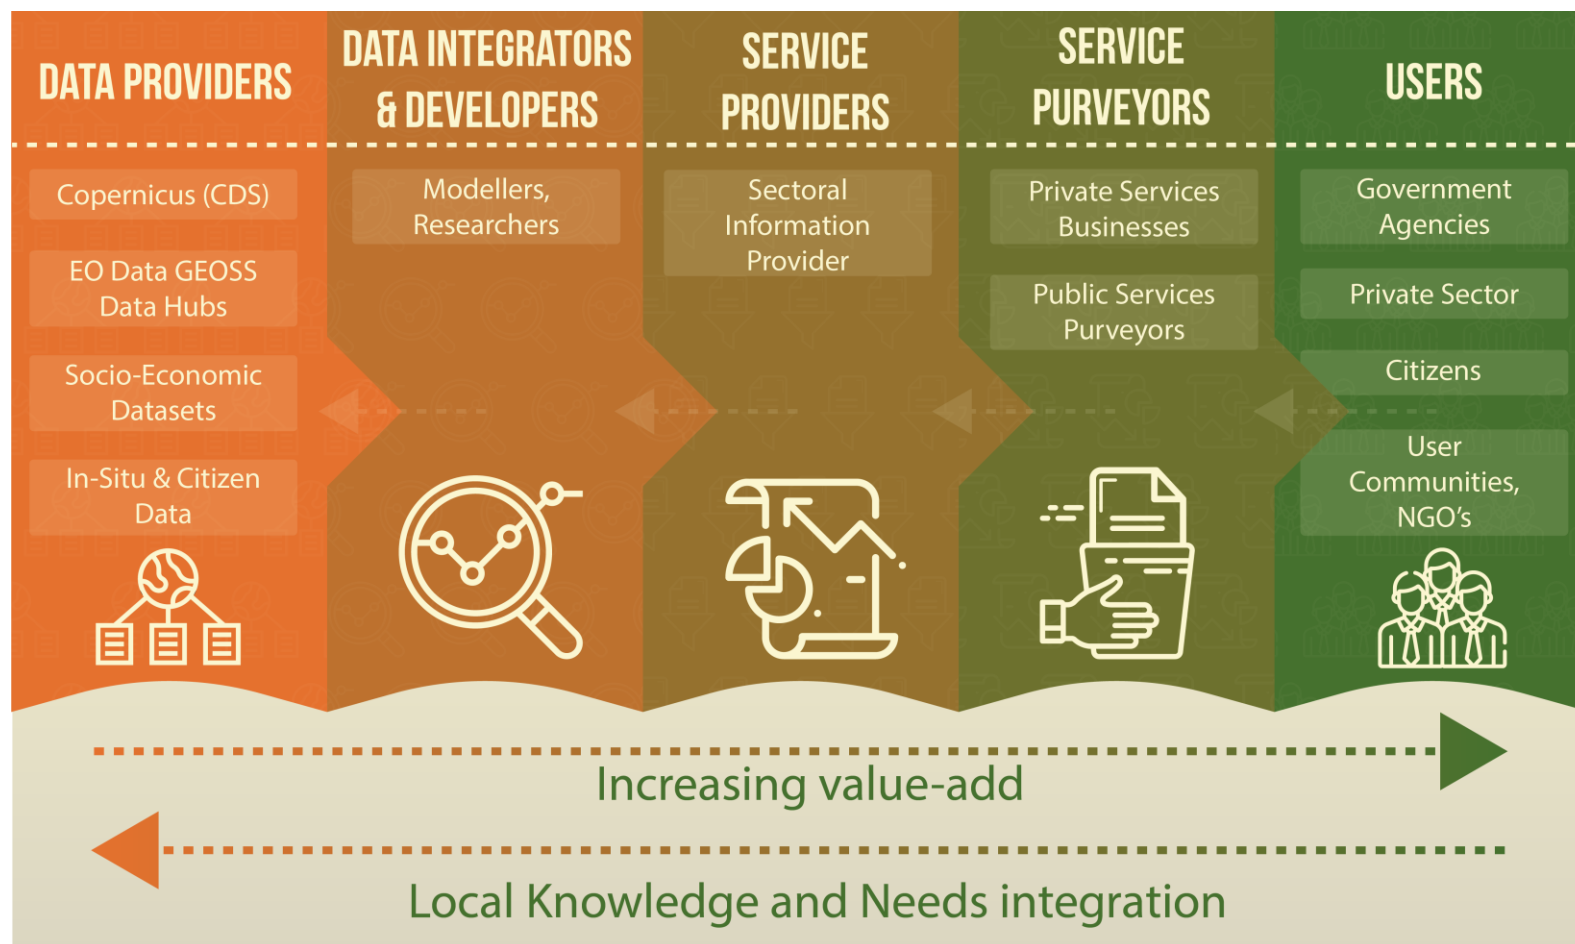 DATA PROVIDERS
Copernicus (CDS)
EO Data GEOSS
Data Hubs
Socio-Economic
Datasets
In-Situ & Citizen
Data
DATA INTEGRATORS
& DEVELOPERS
Modellers,
Researchers
SERVICE
PROVIDERS
Sectoral
Information
Provider
SERVICE
PURVEYORS
Private Services
Businesses
Public Services
Purveyors
USERS
Government
Agencies
Private Sector
Citizens
User
Communities,
NGO's
Increasing value-add
Local Knowledge and Needs integration